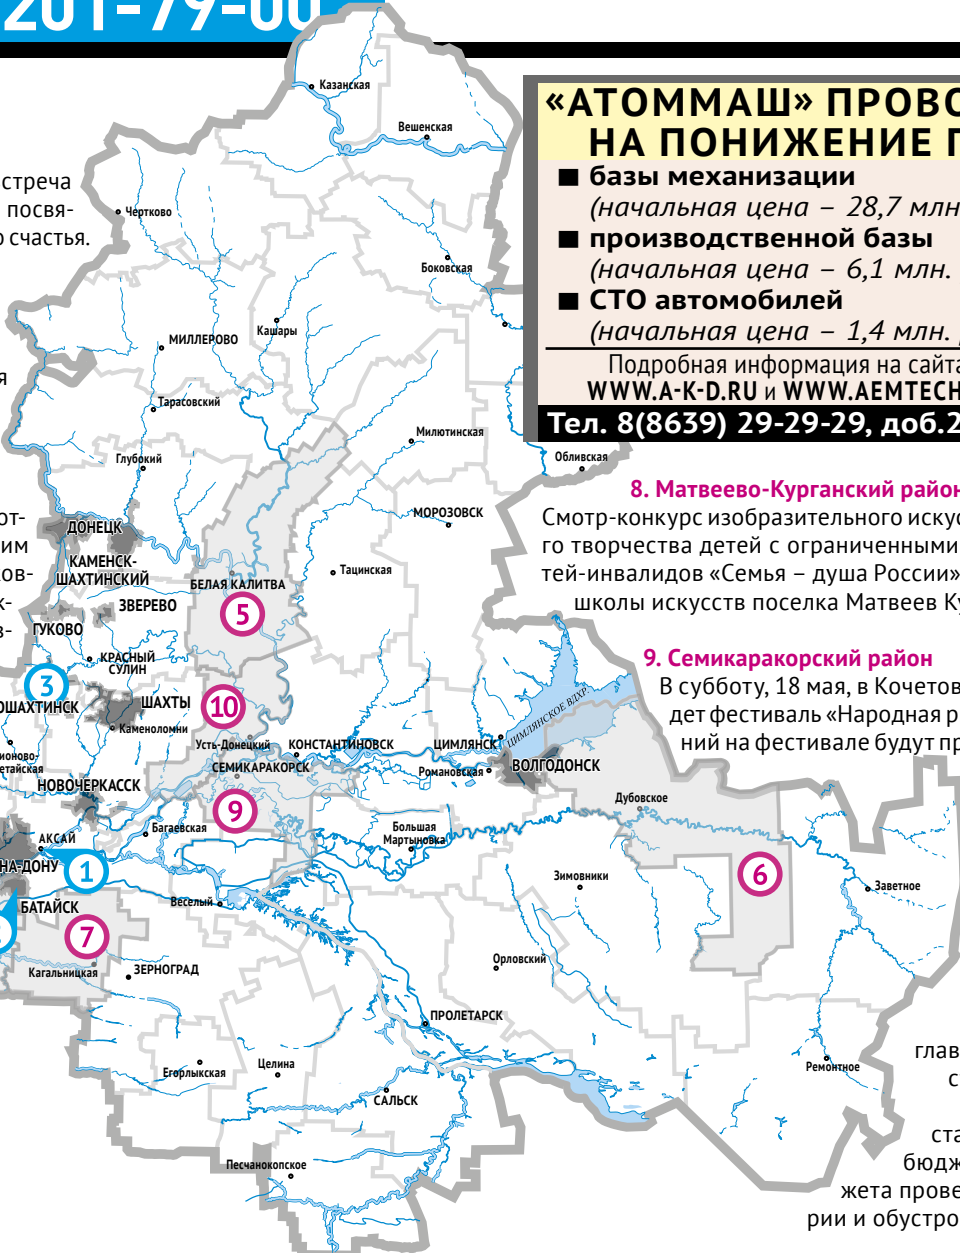 201-79-00
«АТОММАШ» ПРОВО
НА ПОНИЖЕНИЕ П
■ базы механизации
(начальная цена – 28,7 млн
■ производственной базы
(начальная цена – 6,1 млн.
■ СТО автомобилей
(начальная цена – 1,4 млн.
Подробная информация на сайта
WWW.A-K-D.RU и WWW.AEMTECH
Тел. 8(8639) 29-29-29, доб.2
стреча
посвя-
о счастья.
я
от-
им
ков-
к-
в-
8. Матвеево-Курганский район
Смотр-конкурс изобразительного искус
го творчества детей с ограниченными
тей-инвалидов «Семья – душа России»
школы искусств поселка Матвеев Ку
9. Семикаракорский район
В субботу, 18 мая, в Кочетов
дет фестиваль «Народная р
ний на фестивале будут пр
глав
с
ста
бюдж
жета прове
рии и обустро
Казанская
Вешенская
Чертково
Боковская
Кашары
МИЛЛЕРОВО
Тарасовский
Милютинская
Глубокий
Обливская
МОРОЗОВСК
ДОНЕЦК
КАМЕНСК-
ШАХТИНСКИЙ
Тацинская
БЕЛАЯ КАЛИТВА
5
ЗВЕРЕВО
ГУКОВО
КРАСНЫЙ
СУЛИН
3
ОШАХТИНСК
ШАХТЫ
10
Каменоломни
ионово-
етайская
Усть-Донецкий
КОНСТАНТИНОВСК
ЦИМЛЯНСК
ЦИМЛЯНСКОЕ ВДХР.
СЕМИКАРАКОРСК
Романовская
ВОЛГОДОНСК
НОВОЧЕРКАССК
9
Дубовское
Багаевская
Большая
Мартыновка
АКСАЙ
НА-ДОНУ
1
6
Зимовники
Заветное
БАТАЙСК
Веселый
7
Кагальницкая
ЗЕРНОГРАД
Орловский
ПРОЛЕТАРСК
Егорлыкская
Целина
Ремонтное
САЛЬСК
Песчанокопское